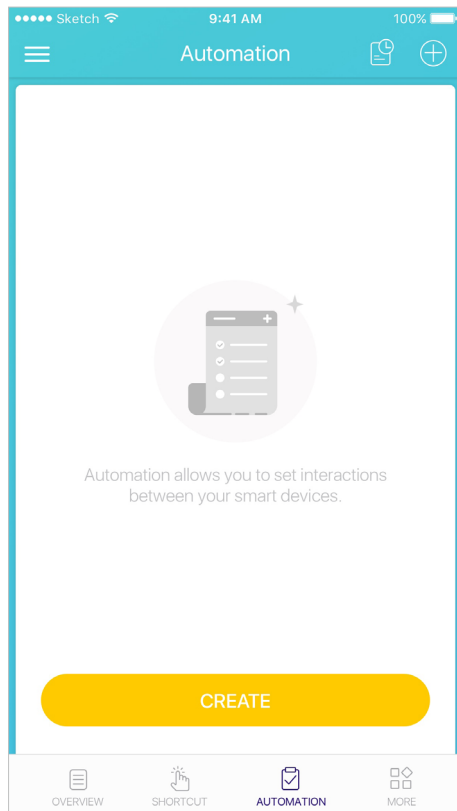 Sketch
9:41 AM
100%
Automation
Automation allows you to set interactions
between your smart devices.
CREATE
OVERVIEW
SHORTCUT
AUTOMATION
MORE